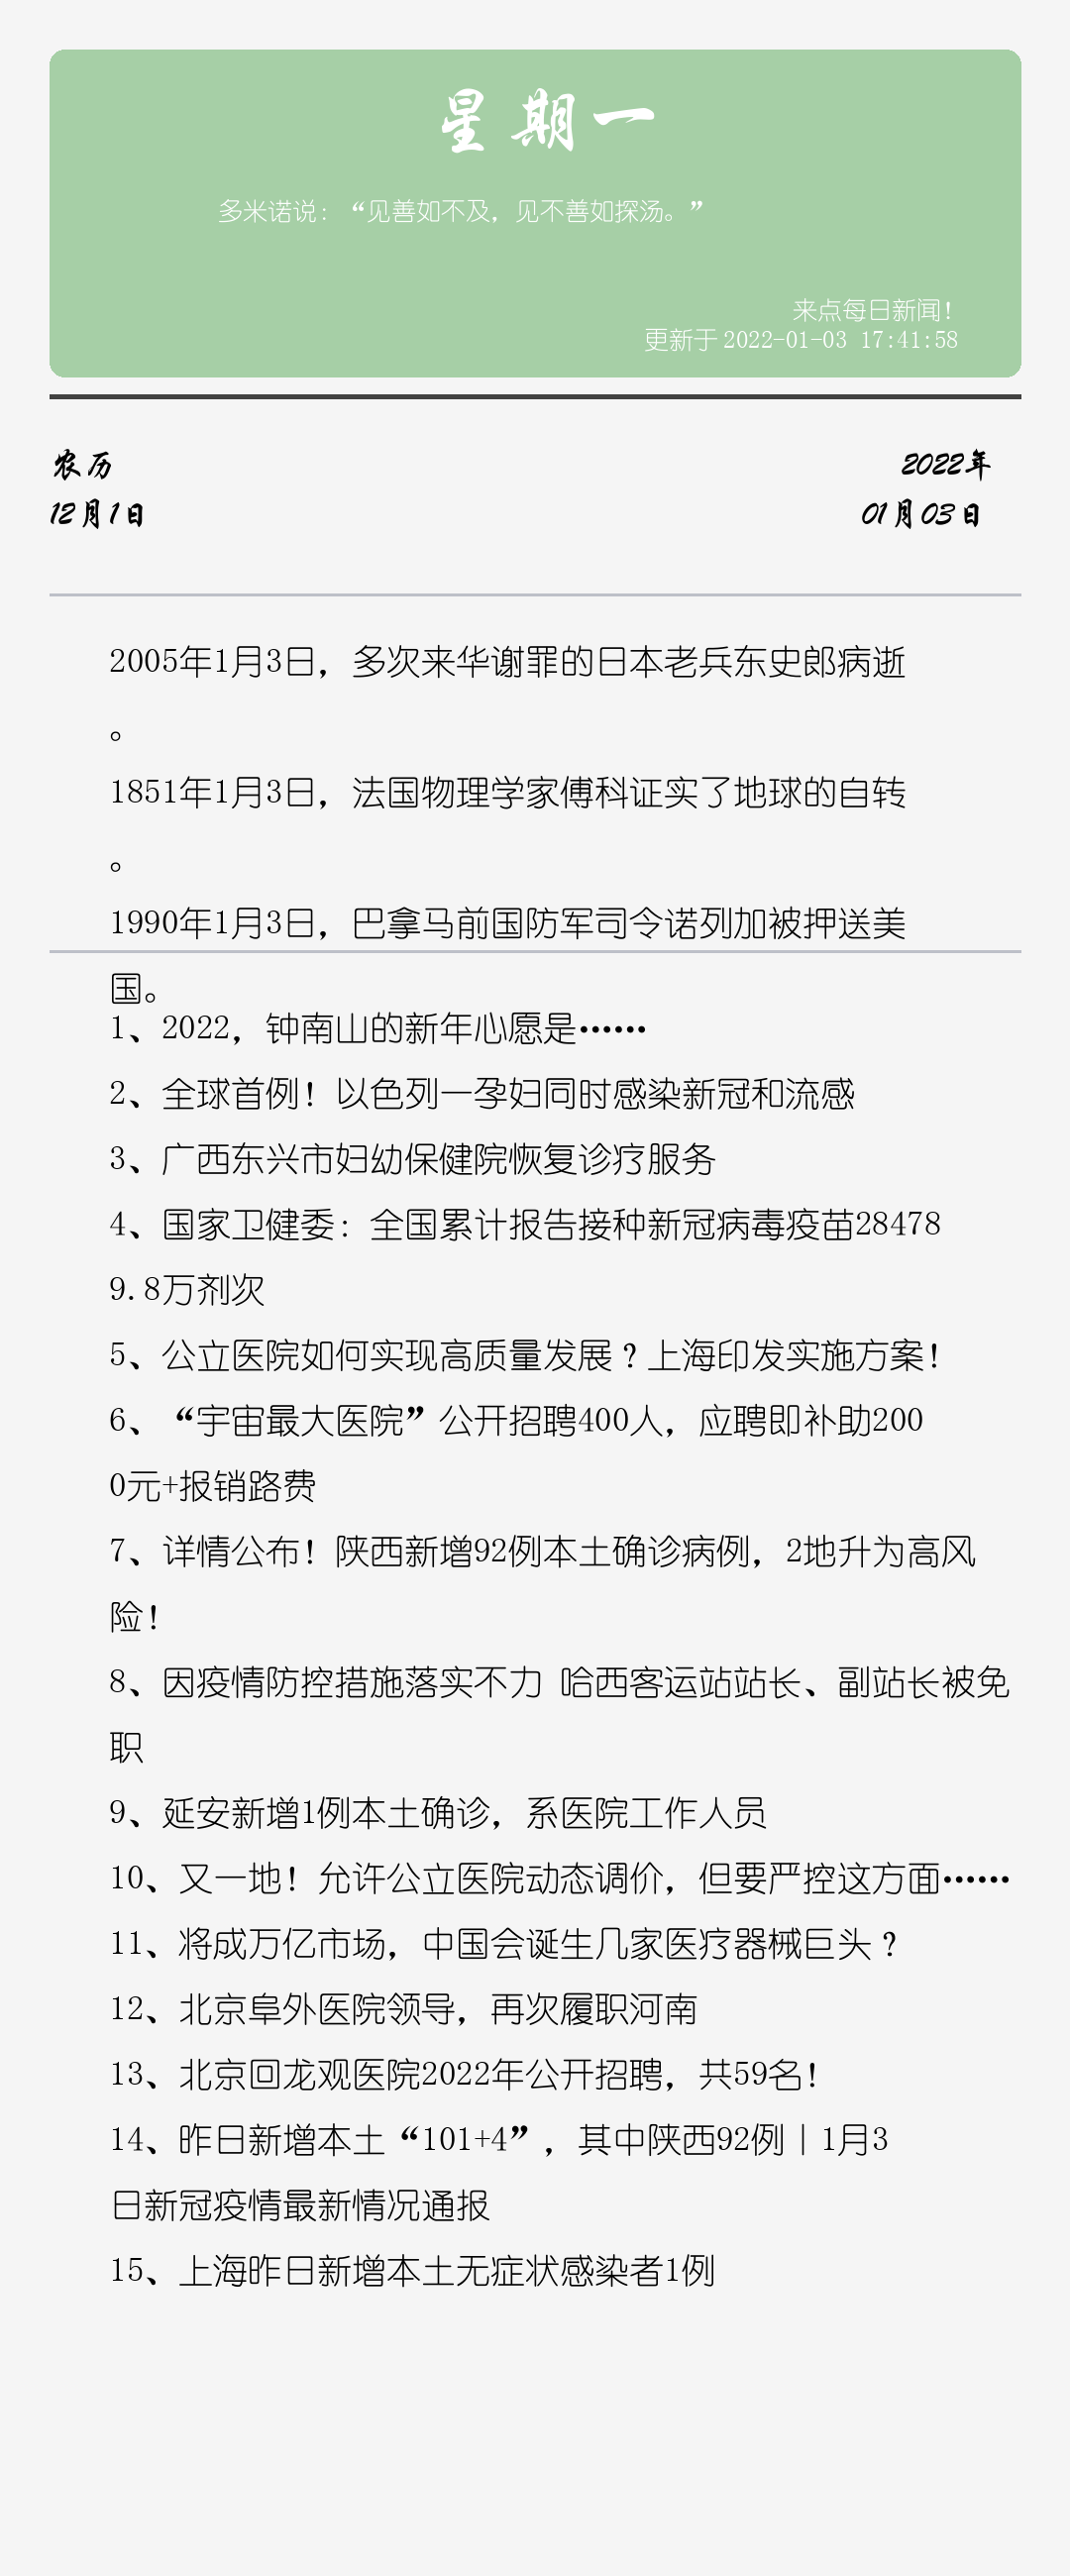 星期一
多米诺说：“见善如不及，见不善如探汤。”
来点每日新闻！
更新于 2022-01-03 17:41:58
农历
2022年
12月1日
01月03日
2005年1月3日，多次来华谢罪的日本老兵东史郎病逝
。
1851年1月3日，法国物理学家傅科证实了地球的自转
。
1990年1月3日，巴拿马前国防军司令诺列加被押送美
国。
1、2022，钟南山的新年心愿是……
2、全球首例！以色列一孕妇同时感染新冠和流感
3、广西东兴市妇幼保健院恢复诊疗服务
4、国家卫健委：全国累计报告接种新冠病毒疫苗28478
9.8万剂次
5、公立医院如何实现高质量发展？上海印发实施方案！
6、“宇宙最大医院”公开招聘400人，应聘即补助200
0元+报销路费
7、详情公布！陕西新增92例本土确诊病例，2地升为高风
险！
8、因疫情防控措施落实不力 哈西客运站站长、副站长被免
职
9、延安新增1例本土确诊，系医院工作人员
10、又一地！允许公立医院动态调价，但要严控这方面……
11、将成万亿市场，中国会诞生几家医疗器械巨头？
12、北京阜外医院领导，再次履职河南
13、北京回龙观医院2022年公开招聘，共59名！
14、昨日新增本土“101+4”，其中陕西92例｜1月3
日新冠疫情最新情况通报
15、上海昨日新增本土无症状感染者1例